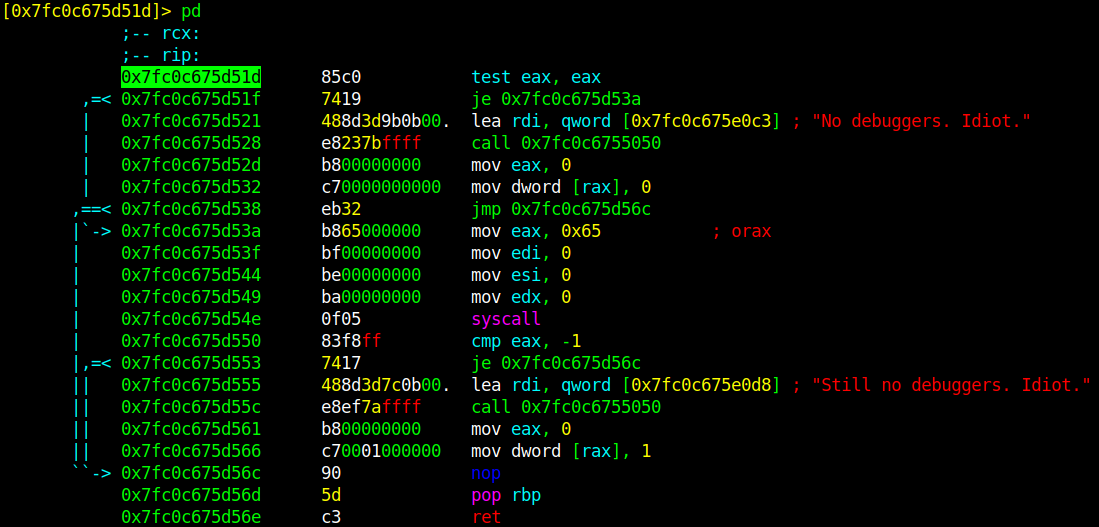 [0x7fc0c675d51d]> pd
;-- rcx:
;-- rip:
0x7fc0c675d51d 85c0 test eax, eax
,=< 0x7fc0c675d51f 7419 je 0x7fc0c675d53a
| 0x7fc0c675d521 488d3d9b0b00. lea rdi, qword [0x7fc0c675e0c3] ; "No debuggers. Idiot."
| 0x7fc0c675d528 e8237bffff call 0x7fc0c6755050
| 0x7fc0c675d52d b800000000 mov eax, 0
| 0x7fc0c675d532 c70000000000 mov dword [rax], 0
,==< 0x7fc0c675d538 eb32 jmp 0x7fc0c675d56c
|`-> 0x7fc0c675d53a b865000000 mov eax, 0x65 ; orax
| 0x7fc0c675d53f bf00000000 mov edi, 0
| 0x7fc0c675d544 be00000000 mov esi, 0
| 0x7fc0c675d549 ba00000000 mov edx, 0
| 0x7fc0c675d54e 0f05 syscall
| 0x7fc0c675d550 83f8ff cmp eax, -1
|,=< 0x7fc0c675d553 7417 je 0x7fc0c675d56c
|| 0x7fc0c675d555 488d3d7c0b00. lea rdi, qword [0x7fc0c675e0d8] ; "Still no debuggers. Idiot."
|| 0x7fc0c675d55c e8ef7affff call 0x7fc0c6755050
|| 0x7fc0c675d561 b800000000 mov eax, 0
|| 0x7fc0c675d566 c70001000000 mov dword [rax], 1
``-> 0x7fc0c675d56c 90 nop
0x7fc0c675d56d 5d pop rbp
0x7fc0c675d56e c3 ret